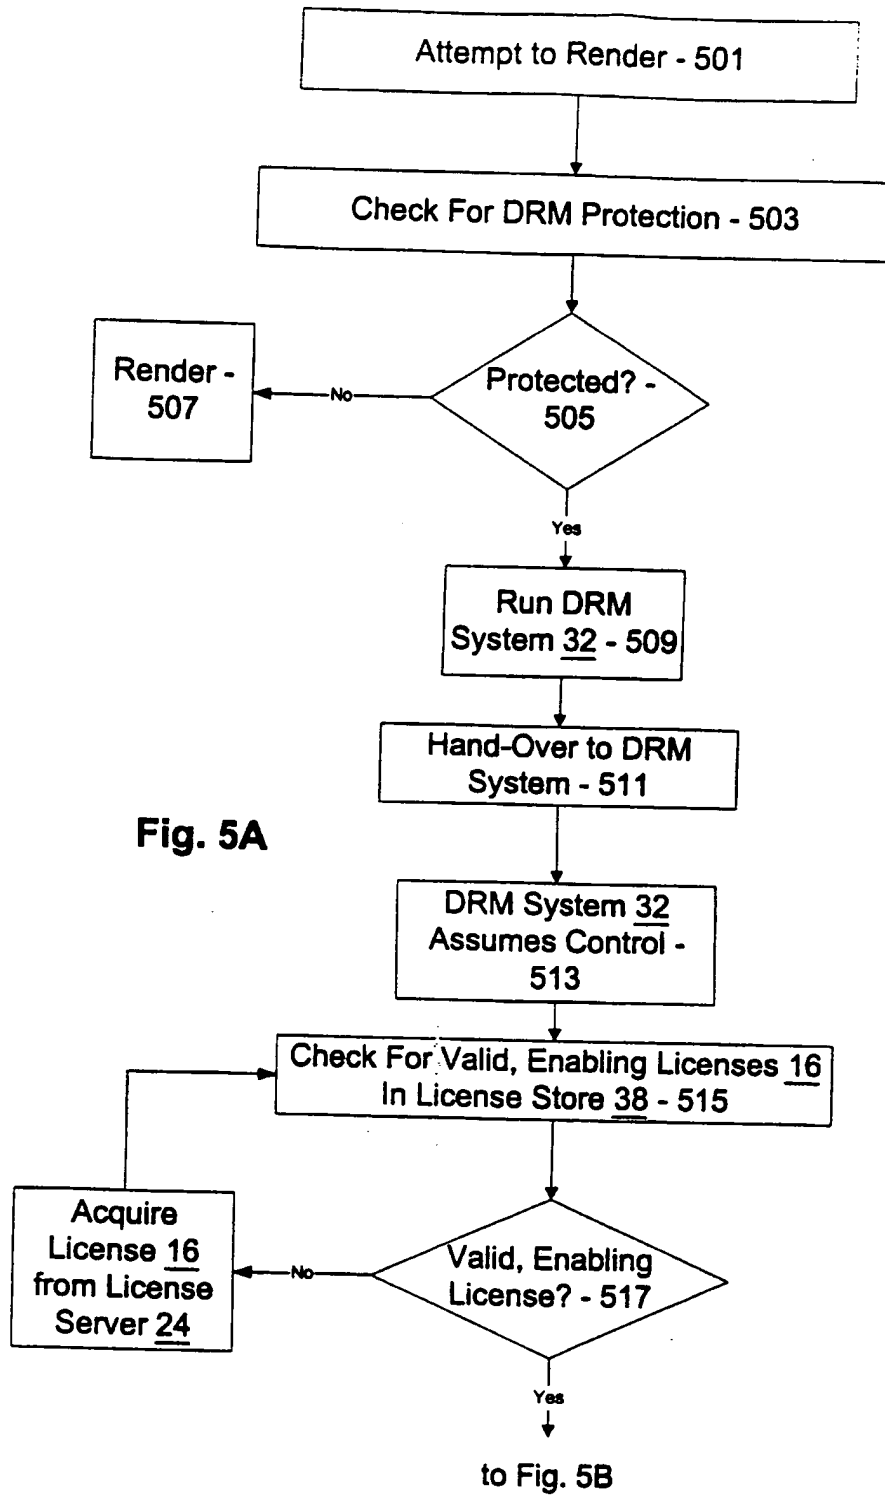 Attempt to Render - 501
Check For DRM Protection - 503
Protected? -
505
No
Render -
507
Yes
Run DRM
System 32 - 509
Hand-Over to DRM
System - 511
Fig. 5A
DRM System 32
Assumes Control -
513
Check For Valid, Enabling Licenses 16
In License Store 38 - 515
Valid, Enabling
License? - 517
No
Acquire
License 16
from License
Server 24
Yes
to Fig. 5B